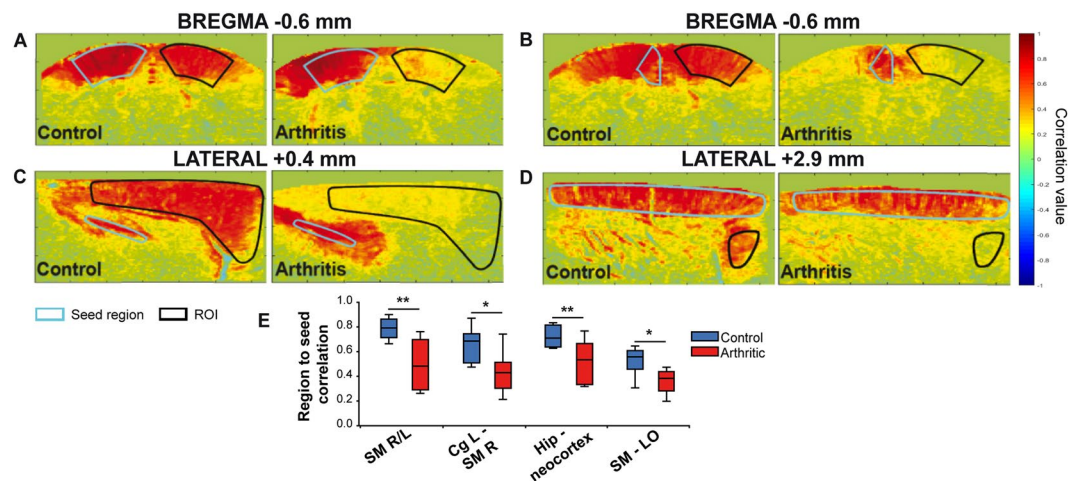 BREGMA -0.6 mm
BREGMA -0.6 mm
A
B
Control
Arthritis
Control
Arthritis
LATERAL +0.4 mm
LATERAL +2.9 mm
C
D
Control
Arthritis
Control
Arthritis
1
0.8
0.6
0.4
0.2
0
-0.2
-0.4
-0.6
-0.8
-1
Correlation value
Seed region
ROI
E
Region to seed
correlation
1.0
0.8
0.6
0.4
0.2
0.0
**
*
**
*
Control
Arthritic
SM R/L
Cg L -
SM R
Hip -
neocortex
SM - LO